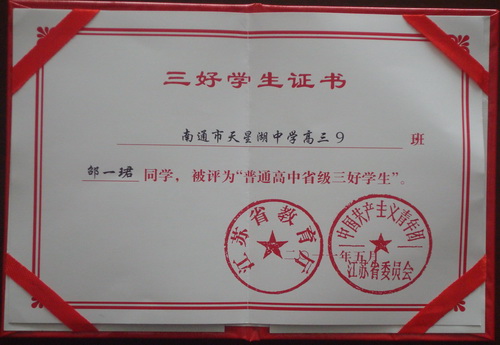 三好学生证书
南通市天星湖中学高三9 班
邹一珺 同学，被评为“普通高中省级三好学生”。
江苏省教育厅
中国共产主义青年团
年五月
江苏省委员会